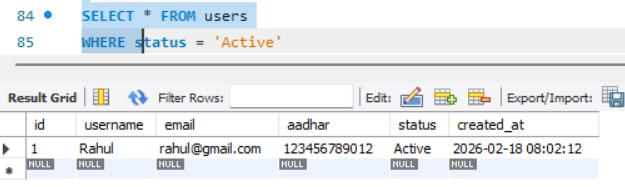 84 SELECT * FROM users
85 WHERE status = 'Active'
Result Grid Filter Rows: Edit: Export/Import:
id username email aadhar status created_at
1 Rahul rahul@gmail.com 123456789012 Active 2026-02-18 08:02:12
NULL NULL NULL NULL NULL NULL